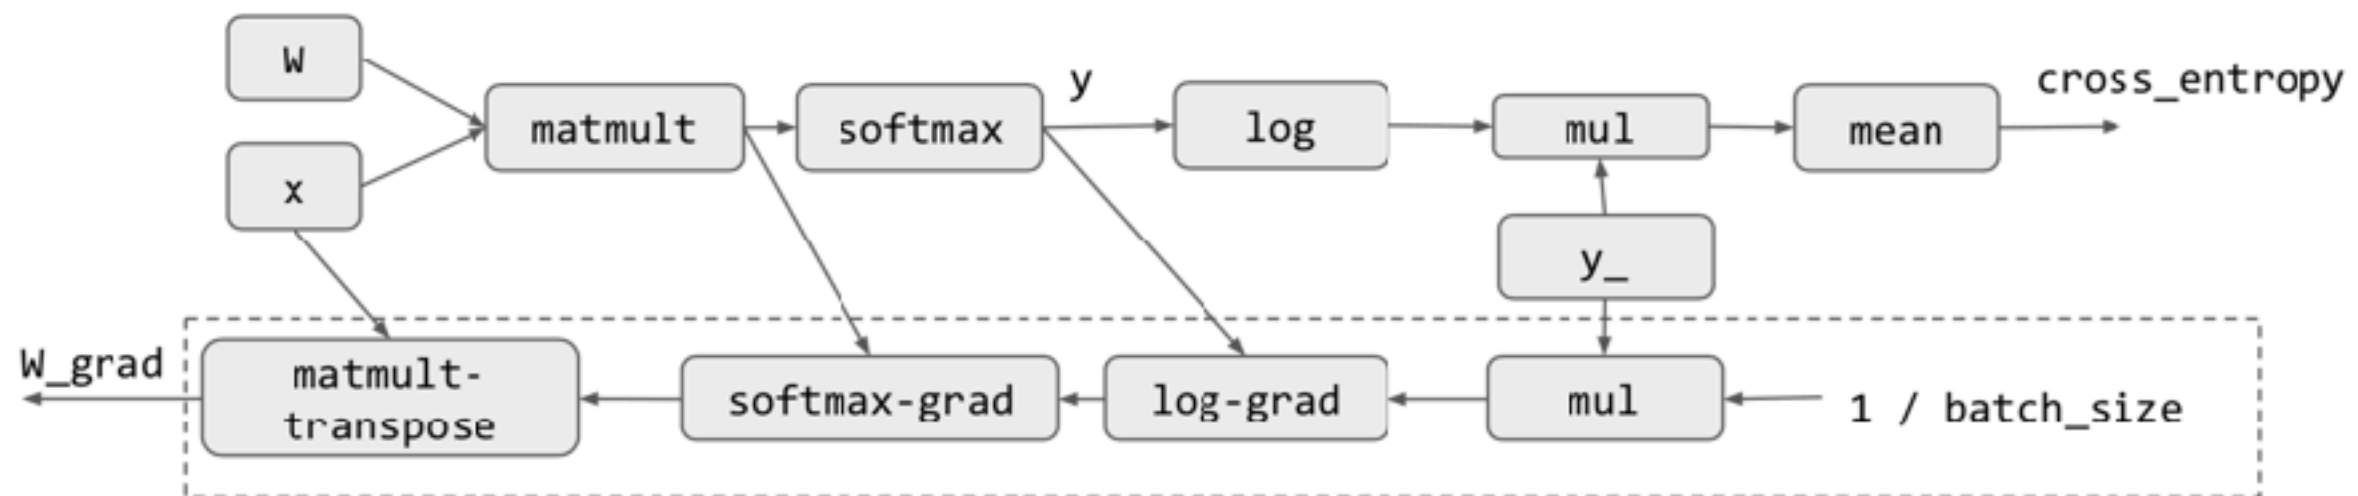 W
x
matmult
softmax
y
log
mul
mean
cross_entropy
y_
W_grad
matmult-
transpose
softmax-grad
log-grad
mul
1 / batch_size